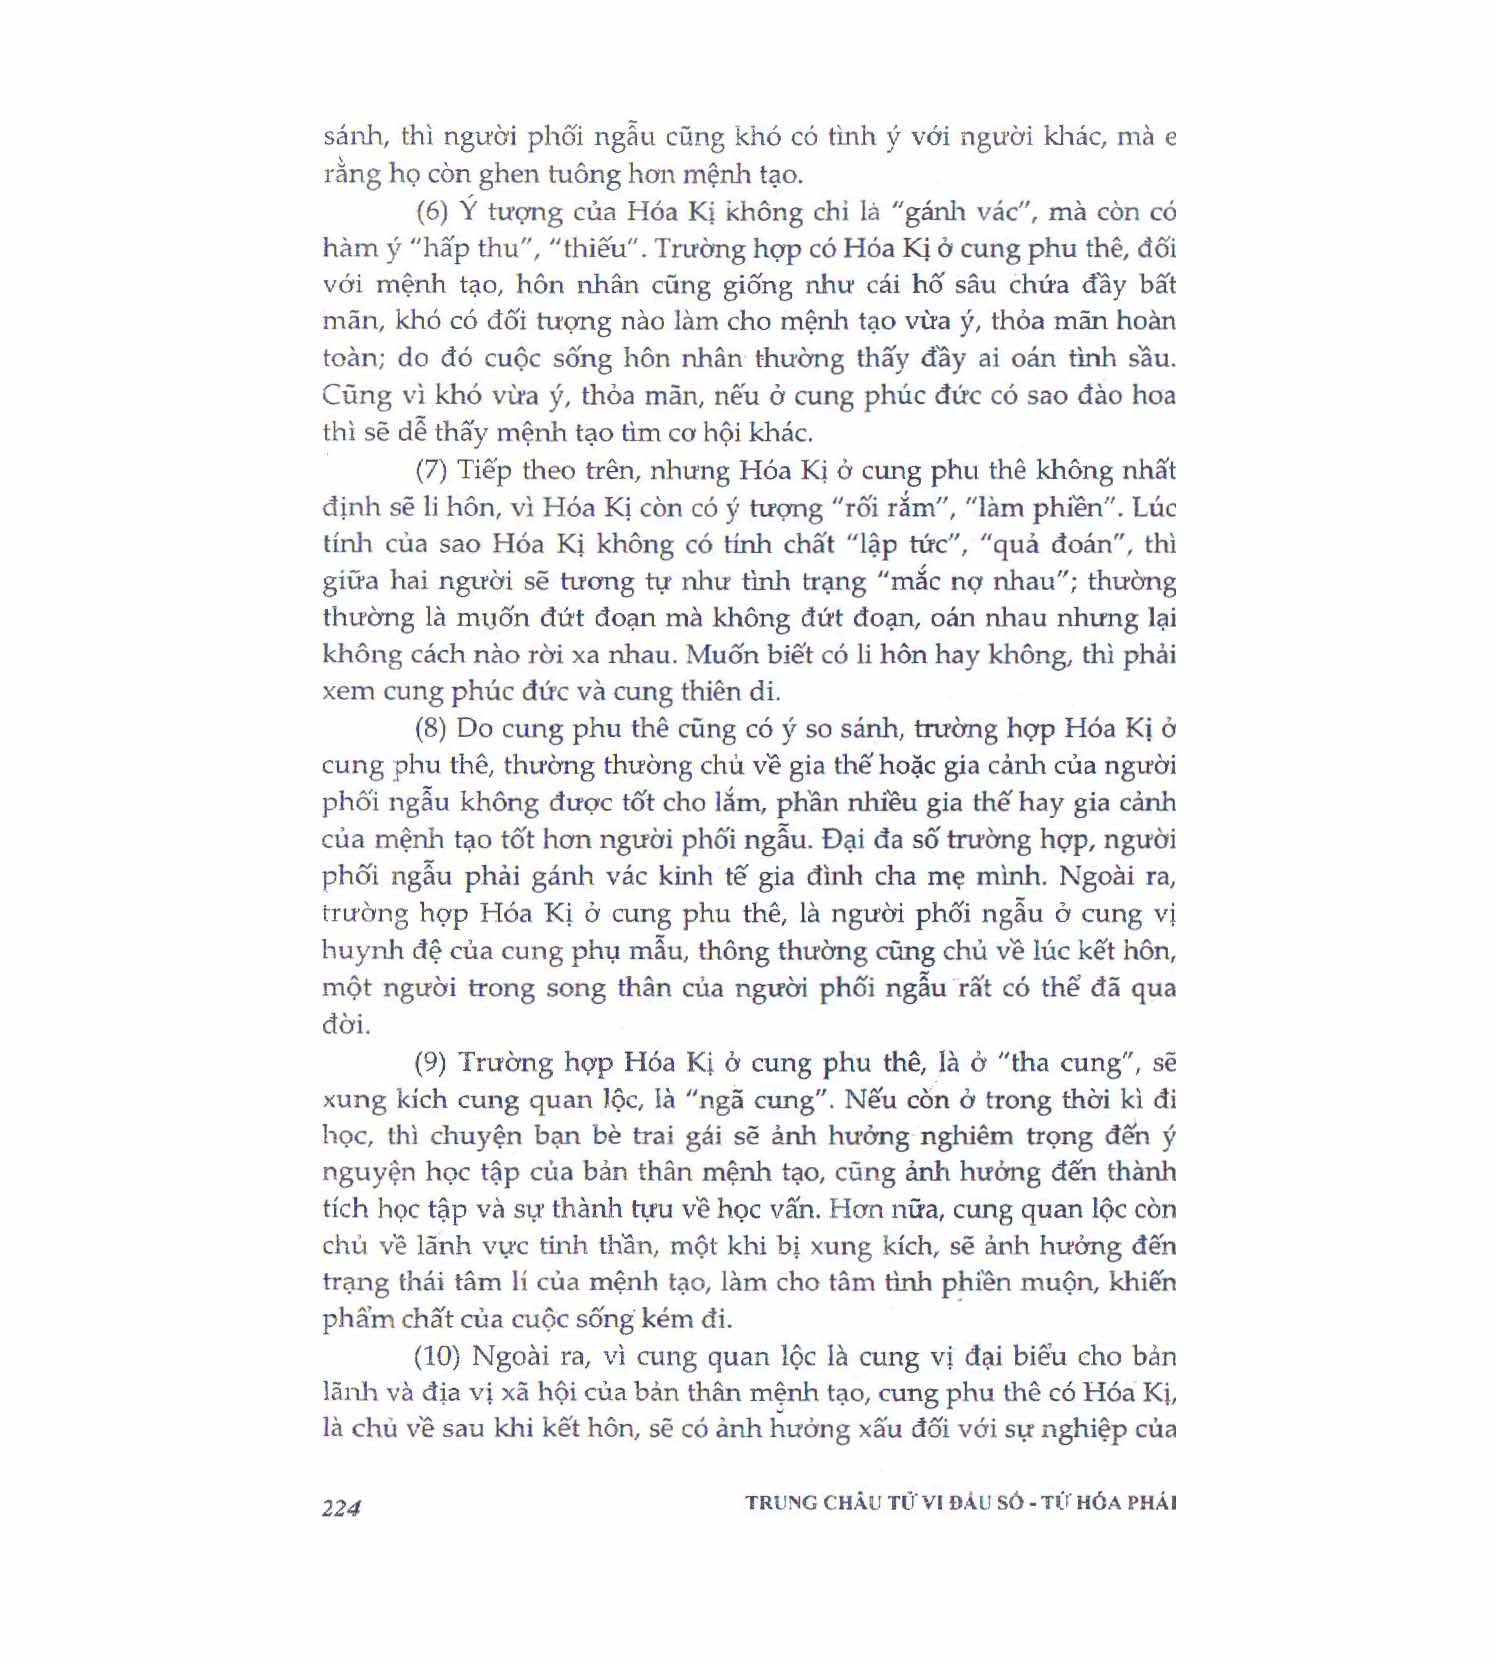 sánh, thì người phối ngẫu cũng khó có tình ý với người khác, mà e
rằng họ còn ghen tuông hơn mệnh tạo.
(6) Ý tượng của Hóa Kị không chỉ là "gánh vác", mà còn có
hàm ý "hấp thu", "thiếu". Trường hợp có Hóa Kị ở cung phu thê, đối
với mệnh tạo, hôn nhân cũng giống như cái hố sâu chứa đầy bất
mãn, khó có đối tượng nào làm cho mệnh tạo vừa ý, thỏa mãn hoàn
toàn; do đó cuộc sống hôn nhân thường thấy đầy ai oán tình sầu.
Cũng vì khó vừa ý, thỏa mãn, nếu ở cung phúc đức có sao đào hoa
thì sẽ dễ thấy mệnh tạo tìm cơ hội khác.
(7) Tiếp theo trên, nhưng Hóa Kị ở cung phu thê không nhất
định sẽ li hôn, vì Hóa Kị còn có ý tượng "rối rắm", "làm phiền". Lúc
tính của sao Hóa Kị không có tính chất "lập tức", "quả đoán", thì
giữa hai người sẽ tương tự như tình trạng "mắc nợ nhau"; thường
thường là muốn đứt đoạn mà không đứt đoạn, oán nhau nhưng lại
không cách nào rời xa nhau. Muốn biết có li hôn hay không, thì phải
xem cung phúc đức và cung thiên di.
(8) Do cung phu thê cũng có ý so sánh, trường hợp Hóa Kị ở
cung phu thê, thường thường chủ về gia thế hoặc gia cảnh của người
phối ngẫu không được tốt cho lắm, phần nhiều gia thế hay gia cảnh
của mệnh tạo tốt hơn người phối ngẫu. Đại đa số trường hợp, người
phối ngẫu phải gánh vác kinh tế gia đình cha mẹ mình. Ngoài ra,
trường hợp Hóa Kị ở cung phu thê, là người phối ngẫu ở cung vị
huynh đệ của cung phụ mẫu, thông thường cũng chủ về lúc kết hôn,
một người trong song thân của người phối ngẫu rất có thể đã qua
đời.
(9) Trường hợp Hóa Kị ở cung phu thê, là ở "tha cung", sẽ
xung kích cung quan lộc, là "ngã cung". Nếu còn ở trong thời kì đi
học, thì chuyện bạn bè trai gái sẽ ảnh hưởng nghiêm trọng đến ý
nguyện học tập của bản thân mệnh tạo, cũng ảnh hưởng đến thành
tích học tập và sự thành tựu về học vấn. Hơn nữa, cung quan lộc còn
chủ về lãnh vực tinh thần, một khi bị xung kích, sẽ ảnh hưởng đến
trạng thái tâm lí của mệnh tạo, làm cho tâm tình phiền muộn, khiến
phẩm chất của cuộc sống kém đi.
(10) Ngoài ra, vì cung quan lộc là cung vị đại biểu cho bản
lãnh và địa vị xã hội của bản thân mệnh tạo, cung phu thê có Hóa Kị,
là chủ về sau khi kết hôn, sẽ có ảnh hưởng xấu đối với sự nghiệp của
224 TRUNG CHÂU TỬ VI ĐẨU SỐ - TỨ HÓA PHÁI